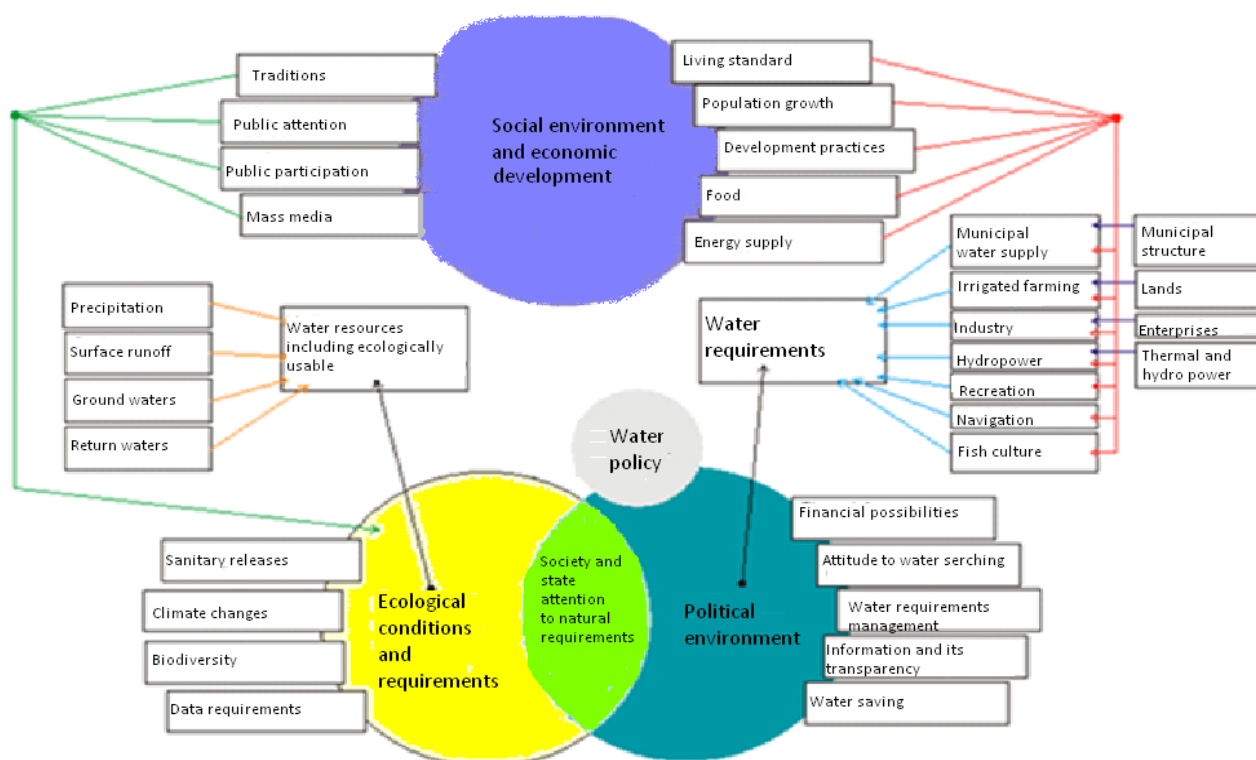 Traditions
Public attention
Public participation
Mass media
Social environment
and economic
development
Living standard
Population growth
Development practices
Food
Energy supply
Precipitation
Surface runoff
Ground waters
Return waters
Water resources
including ecologically
usable
Water
requirements
Municipal
water supply
Irrigated farming
Industry
Hydropower
Recreation
Navigation
Fish culture
Municipal
structure
Lands
Enterprises
Thermal and
hydro power
Water
policy
Sanitary releases
Climate changes
Biodiversity
Data requirements
Ecological
conditions
and
requirements
Society and
state
attention
to natural
requirements
Political
environment
Financial possibilities
Attitude to water serching
Water requirements
management
Information and its
transparency
Water saving